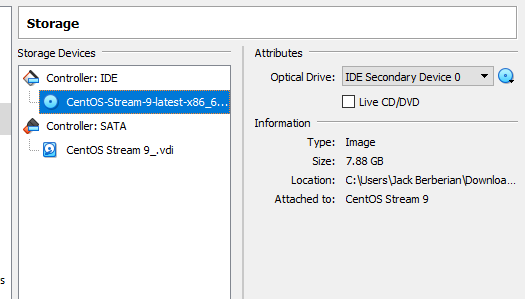 Storage
Storage Devices
Controller: IDE
CentOS-Stream-9-latest-x86_6...
Controller: SATA
CentOS Stream 9_.vdi
Attributes
Optical Drive: IDE Secondary Device 0
Live CD/DVD
Information
Type: Image
Size: 7.88 GB
Location: C:\Users\Jack Berberian\Downloa...
Attached to: CentOS Stream 9
s